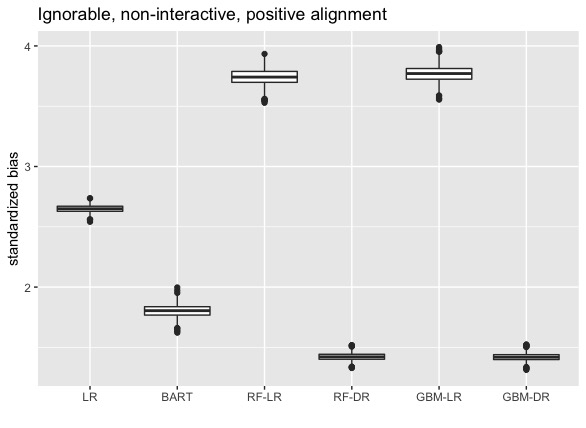 Ignorable, non-interactive, positive alignment
standardized bias
4
3
2
LR BART RF-LR RF-DR GBM-LR GBM-DR